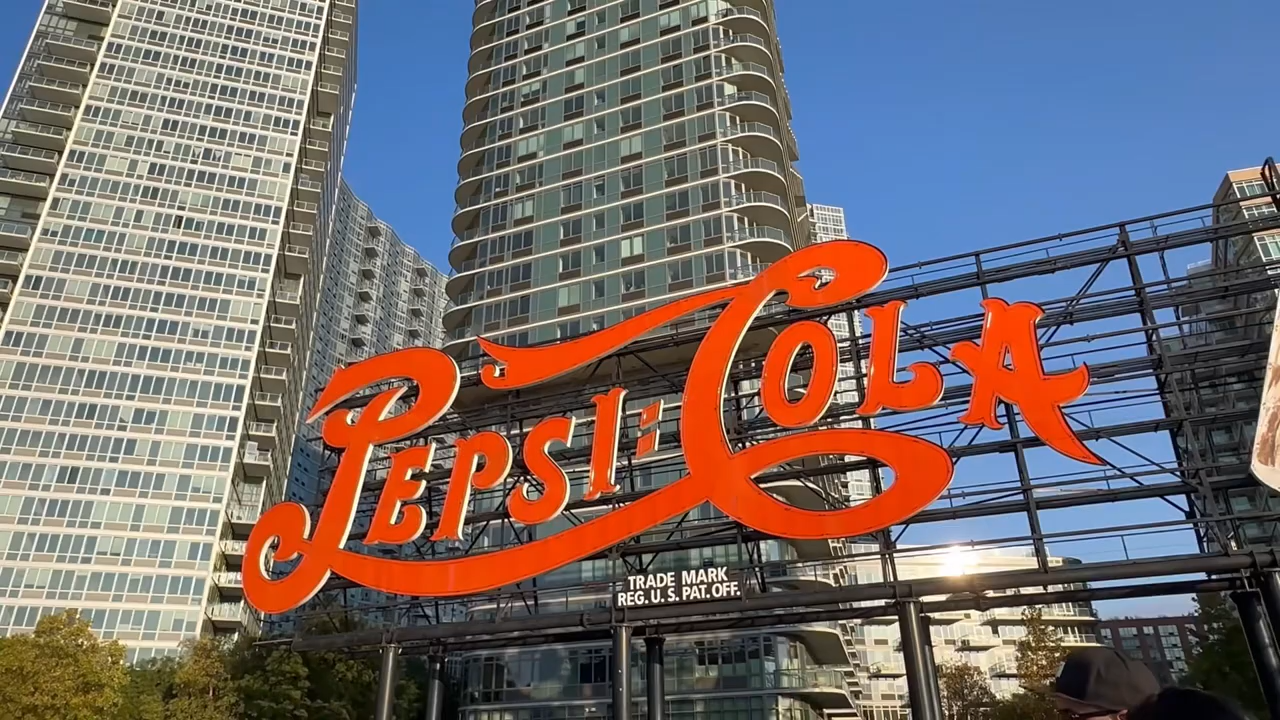 PEPSI:COLA
TRADE MARK
REG. U. S. PAT. OFF.